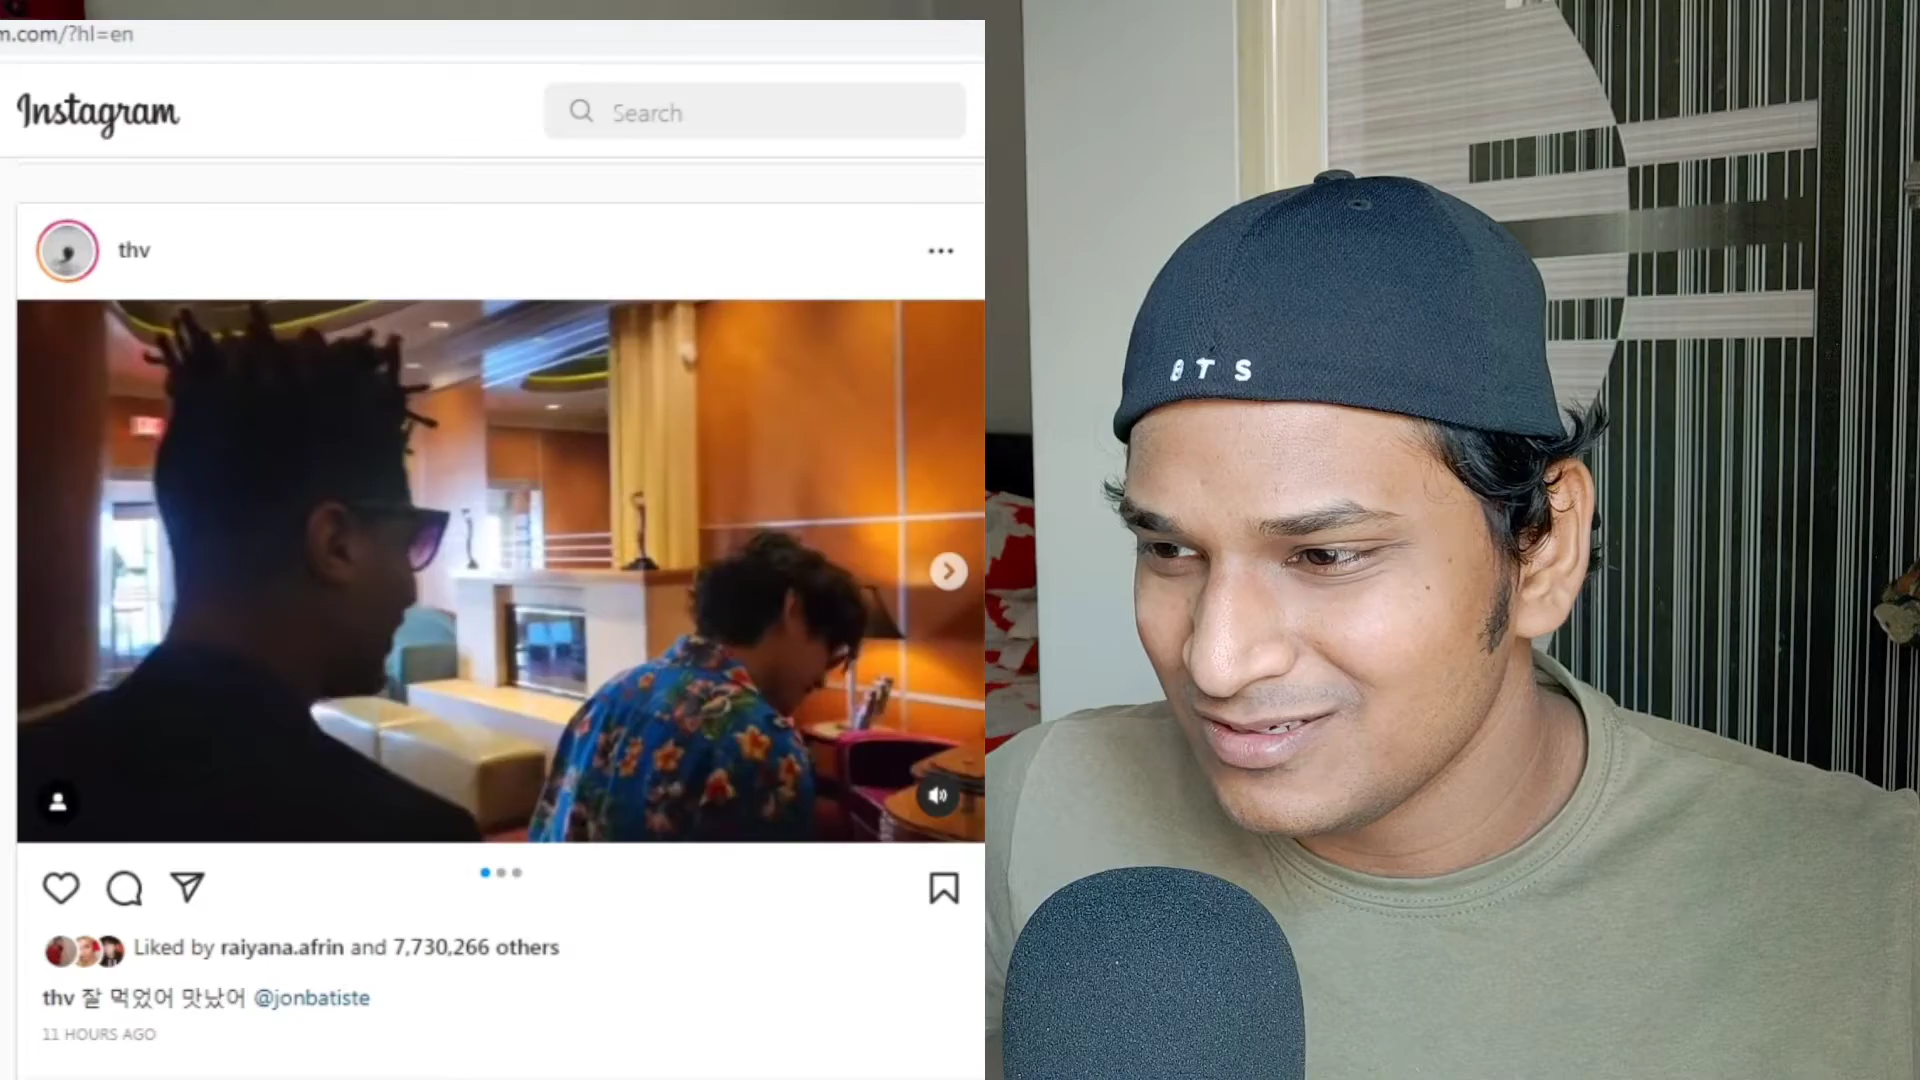 m.com/?hl=en
Instagram
Search
thv
BTS
Liked by raiyana.afrin and 7,730,266 others
thv 잘 먹었어 맛났어 @jonbatiste
11 HOURS AGO